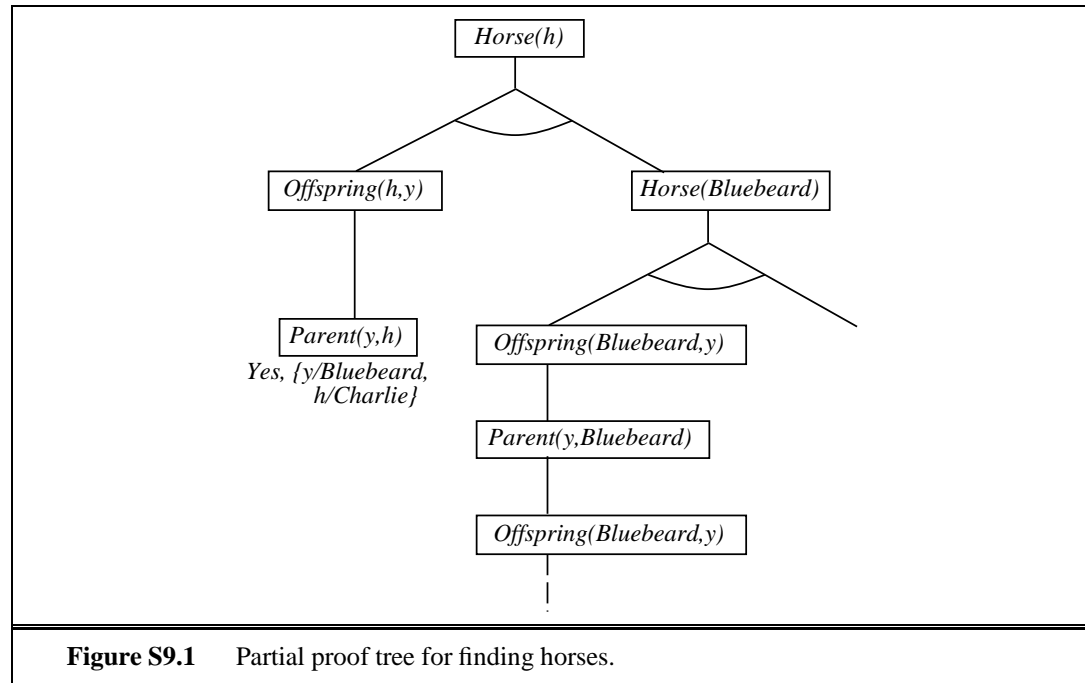 Horse(h)
Offspring(h,y)
Horse(Bluebeard)
Parent(y,h)
Yes, {y/Bluebeard,
h/Charlie}
Offspring(Bluebeard,y)
Parent(y,Bluebeard)
Offspring(Bluebeard,y)
Figure S9.1 Partial proof tree for finding horses.